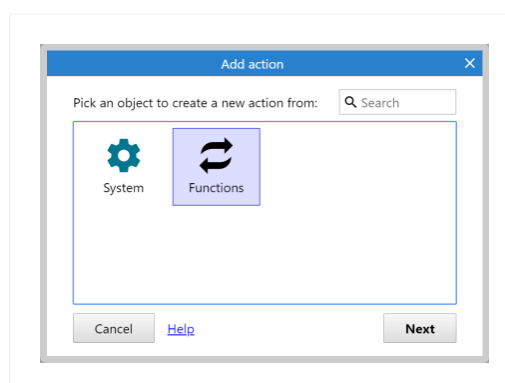 Add action
Pick an object to create a new action from:
Search
System
Functions
Cancel
Help
Next